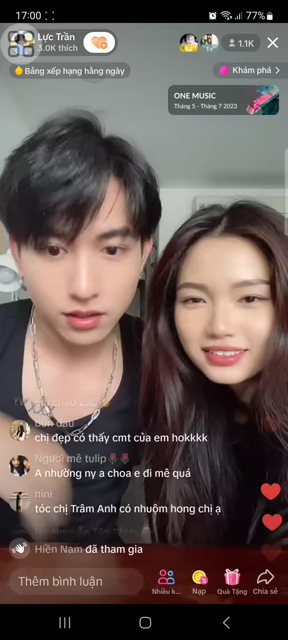 17:00
77%
Lực Trần
3.0K thích
1.1K
Bảng xếp hạng hằng ngày
Khám phá >
ONE MUSIC
Tháng 5 - Tháng 7 2023
chị đẹp có thấy cmt của em hokkkk
Người mê tulip🌹🌹
A nhường ny a choa e đi mê quá
nini
tóc chị Trâm Anh có nhuộm hong chị ạ
Hiền Nam đã tham gia
Thêm bình luận
Nhiều k...
Nạp
Quà Tặng
Chia sẻ